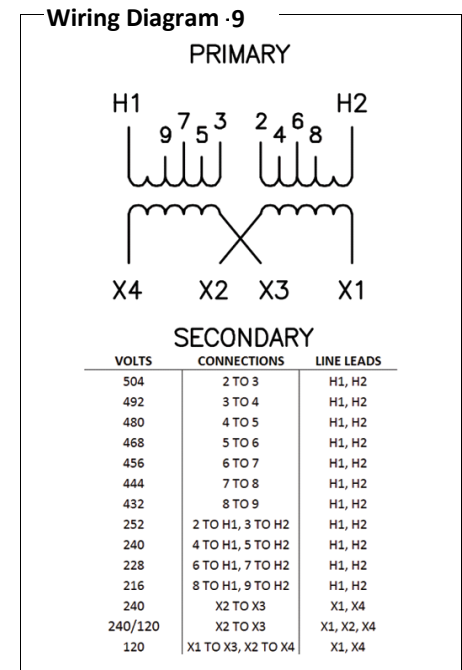 Wiring Diagram -9
PRIMARY
H1 H2
9 7 5 3 2 4 6 8
X4 X2 X3 X1
SECONDARY
VOLTS CONNECTIONS LINE LEADS
504 2 TO 3 H1, H2
492 3 TO 4 H1, H2
480 4 TO 5 H1, H2
468 5 TO 6 H1, H2
456 6 TO 7 H1, H2
444 7 TO 8 H1, H2
432 8 TO 9 H1, H2
252 2 TO H1, 3 TO H2 H1, H2
240 4 TO H1, 5 TO H2 H1, H2
228 6 TO H1, 7 TO H2 H1, H2
216 8 TO H1, 9 TO H2 H1, H2
240 X2 TO X3 X1, X4
240/120 X2 TO X3 X1, X2, X4
120 X1 TO X3, X2 TO X4 X1, X4